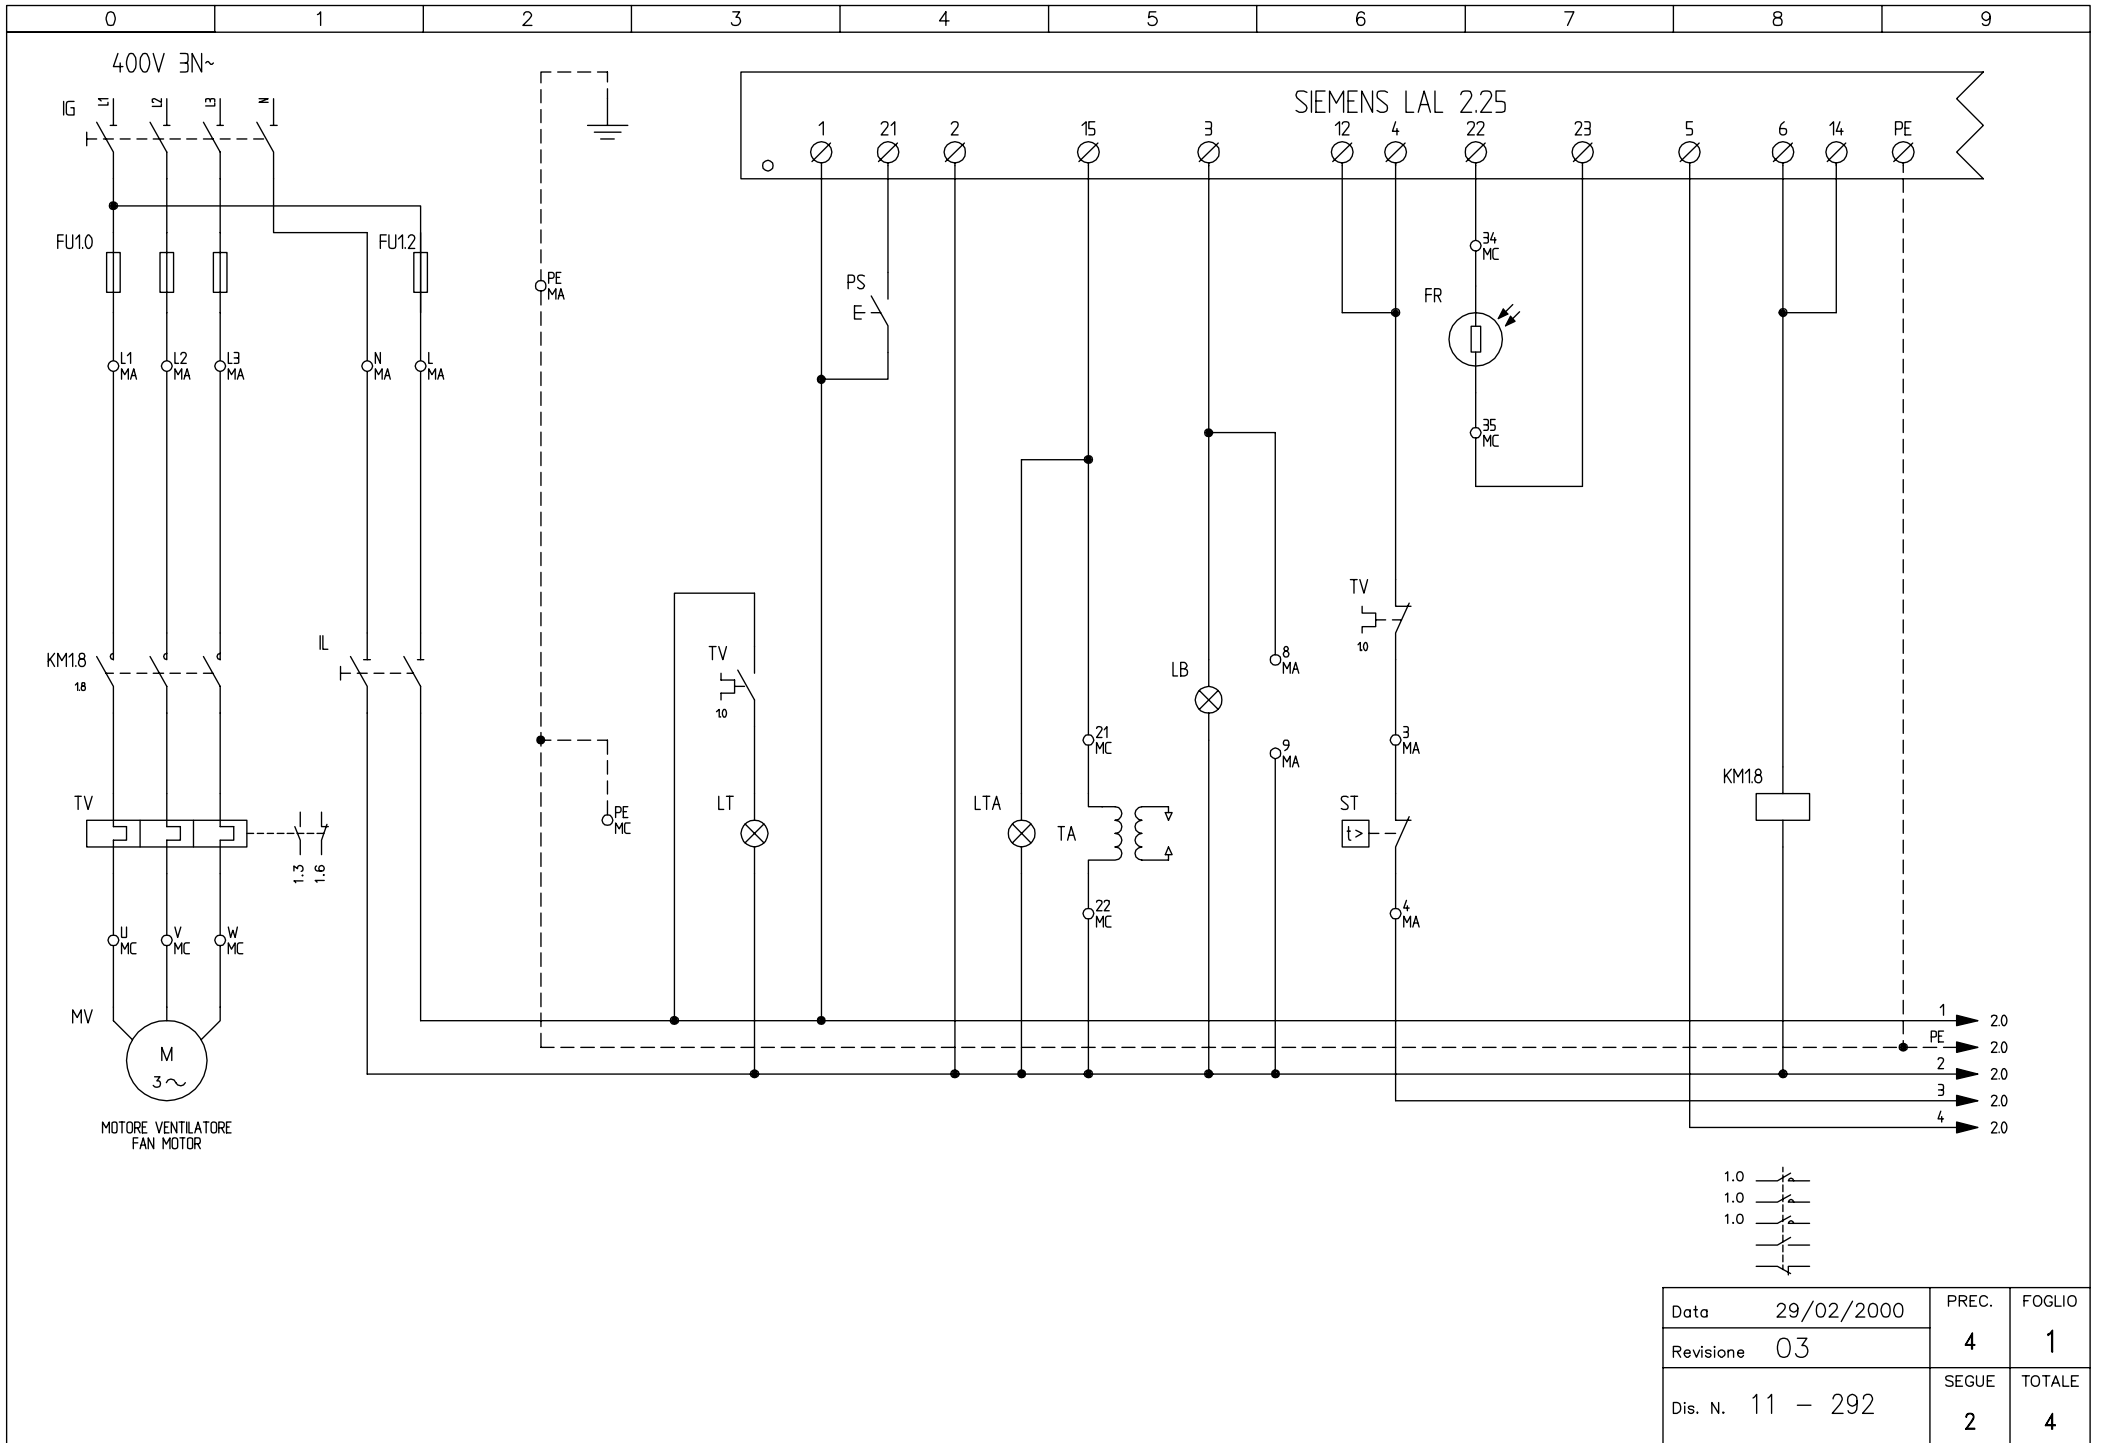 0 1 2 3 4 5 6 7 8 9
400V 3N~
IG L1 L2 L3 N
SIEMENS LAL 2.25
1 21 2 15 3 12 4 22 23 5 6 14 PE
FU1.0 FU1.2
34
MC
PE
MA
PS
FR
L1
MA
L2
MA
L3
MA
N
MA
L
MA
35
MC
TV
1.0
KM1.8
1.8
IL
TV
1.0
LB
8
MA
21
MC
9
MA
3
MA
KM1.8
TV
1.3
1.6
PE
MC
LT
LTA
TA
ST
t>
22
MC
4
MA
U
MC
V
MC
W
MC
MV
M
3~
MOTORE VENTILATORE
FAN MOTOR
1 2.0
PE 2.0
2 2.0
3 2.0
4 2.0
1.0
1.0
1.0
Data 29/02/2000
Revisione 03
Dis. N. 11 - 292
PREC.
4
FOGLIO
1
SEGUE
2
TOTALE
4